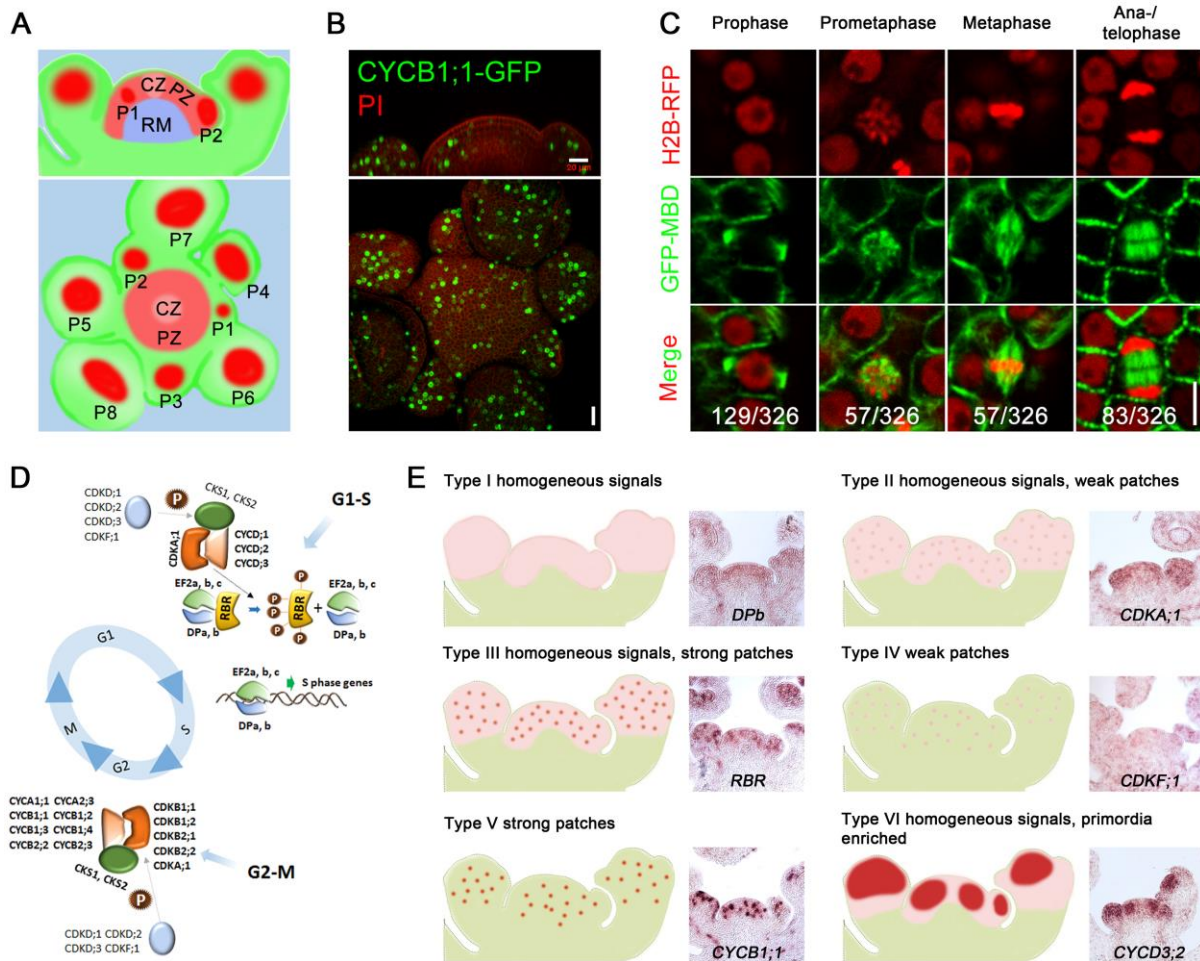 A
CZ
PZ
P1
RM
P2
P7
P2
P4
P5
CZ
P1
PZ
P8
P3
P6
B
CYCB1;1-GFP
PI
20 µm
C
Prophase
Prometaphase
Metaphase
Ana-/
telophase
H2B-RFP
GFP-MBD
Merge
129/326
57/326
57/326
83/326
D
CDKD;1
CDKD;2
CDKD;3
CDKF;1
P
CKS1, CKS2
G1-S
CDKA;1
CYCD;1
CYCD;2
CYCD;3
EF2a, b, c
RBR
DPa, b
P
P
P
P
P
RBR
P
+
EF2a, b, c
DPa, b
EF2a, b, c
S phase genes
DPa, b
G1
S
G2
M
CYCA1;1 CYCA2;3
CYCB1;1 CYCB1;2
CYCB1;3 CYCB1;4
CYCB2;2 CYCB2;3
CDKB1;1
CDKB1;2
CDKB2;1
CDKB2;2
CDKA;1
CKS1, CKS2
P
G2-M
CDKD;1 CDKD;2
CDKD;3 CDKF;1
E
Type I homogeneous signals
DPb
Type II homogeneous signals, weak patches
CDKA;1
Type III homogeneous signals, strong patches
RBR
Type IV weak patches
CDKF;1
Type V strong patches
CYCB1;1
Type VI homogeneous signals, primordia
enriched
CYCD3;2